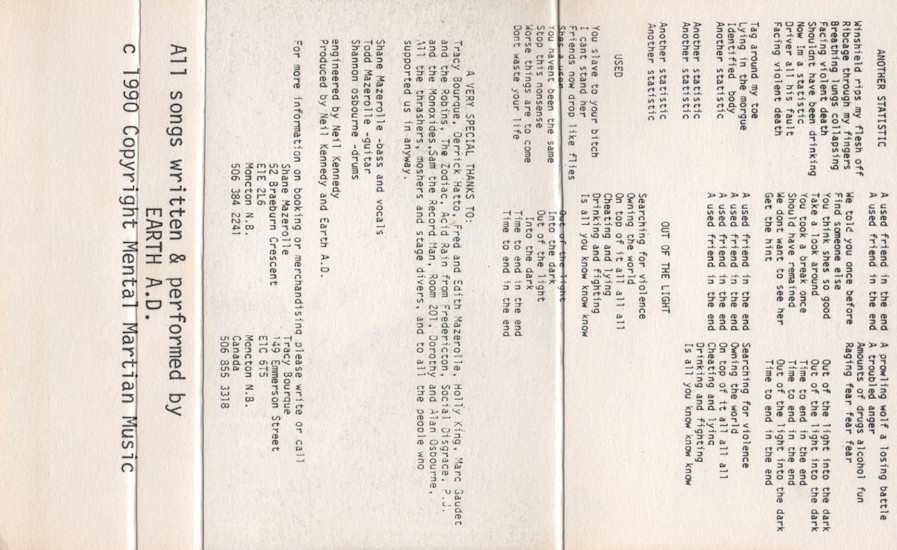 ANOTHER STATISTIC
Winshield rips my flesh off
Ribcage through my fingers
Breathing lungs collapsing
Facing violent death
Shouldnt have been drinking
Now Im a statistic
Driver all his fault
Facing violent death
Tag around my toe
Lying in the morgue
Identified body
Another statistic
Another statistic
Another statistic
Another statistic
Another statistic
USED
You slave to your bitch
I cant stand her
Friends now drop like flies
Shes a user
You havent been the same
Stop this nonsense
Worse things are to come
Dont waste your life
A used friend in the end
A used friend in the end
We told you once before
Find someone else
You think shes so good
Take a look around
You took a break once
Should have remained
We dont want to see her
Get the hint
A used friend in the end
A used friend in the end
A used friend in the end
A used friend in the end
OUT OF THE LIGHT
Searching for violence
Owning the world
On top of it all all all
Cheating and lying
Drinking and fighting
Is all you know know know
Out of the light
Into the dark
Out of the light
Into the dark
Time to end in the end
Time to end in the end
A prowling wolf a losing battle
A troubled anger
Amounts of drugs alcohol fun
Raging fear fear fear
Out of the light into the dark
Out of the light into the dark
Time to end in the end
Time to end in the end
Out of the light into the dark
Time to end in the end
Searching for violence
Owning the world
On top of it all all all
Cheating and lying
Drinking and fighting
Is all you know know know
A VERY SPECIAL THANKS TO:
Tracy Bourque, Derrick Hatto, Fred and Edith Mazerolle, Holly King, Marc Gaudet
and the Robins, The Zodiac, Acid Rain from Fredericton, Social Disgrace, P.J.
and the Monoxides, Sam the Record Man, Room 201, Dorothy and Alan Osbourne,
All the thrashers, moshers and stage divers, and to all the people who
supported us in anyway.
Shane Mazerolle -bass and vocals
Todd Mazerolle -guitar
Shannon osbourne -drums
engineered by Neil Kennedy
Produced by Neil Kennedy and Earth A.D.
For more information on booking or merchandising please write or call
Shane Mazerolle
52 Braeburn Crescent
E1E 2L6
Moncton N.B.
506 384 2241
Tracy Bourque
149 Emmerson Street
E1C 6T5
Moncton N.B.
Canada
506 855 3318
All songs written & performed by
EARTH A.D.
c 1990 Copyright Mental Martian Music